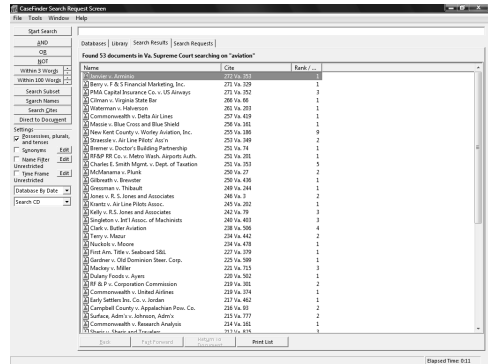 CaseFinder Search Request Screen
File Tools Window Help
Start Search
AND
OR
NOT
Within 3 Words
Within 100 Words
Search Subset
Search Names
Search Cites
Direct to Document
Settings
Possessives, plurals, and tenses
Synonyms Edit
Name Filter Edit
Unrestricted
Time Frame Edit
Unrestricted
Database By Date
Search CD
Databases Library Search Results Search Requests
Found 53 documents in Va. Supreme Court searching on "aviation"
Name Cite Rank / ...
Janvier v. Arminio 272 Va. 353 1
Berry v. F & S Financial Marketing, Inc. 271 Va. 329 1
PMA Capital Insurance Co. v. US Airways 271 Va. 352 3
Cilman v. Virginia State Bar 266 Va. 66 1
Waterman v. Halverson 261 Va. 203 1
Commonwealth v. Delta Air Lines 257 Va. 419 1
Massie v. Blue Cross and Blue Shield 256 Va. 161 1
New Kent County v. Worley Aviation, Inc. 255 Va. 186 9
Straessle v. Air Line Pilots' Ass'n 253 Va. 349 2
Bremer v. Doctor's Building Partnership 251 Va. 74 1
RF&P RR Co. v. Metro Wash. Airports Auth. 251 Va. 201 1
Charles E. Smith Mgmt. v. Dept. of Taxation 251 Va. 353 5
McManama v. Plunk 250 Va. 27 2
Gilbreath v. Brewster 250 Va. 436 1
Gressman v. Thibault 249 Va. 244 1
Jones v. R. S. Jones and Associates 246 Va. 3 2
Krantz v. Air Line Pilots Assoc. 245 Va. 202 1
Kelly v. R.S. Jones and Associates 242 Va. 79 3
Singleton v. Int'l Assoc. of Machinists 240 Va. 403 3
Clark v. Butler Aviation 238 Va. 506 4
Terry v. Mazur 234 Va. 442 2
Nuckols v. Moore 234 Va. 478 1
First Am. Title v. Seaboard S&L 227 Va. 379 1
Gardner v. Old Dominion Steer. Corp. 225 Va. 599 1
Mackey v. Miller 221 Va. 715 3
Dulany Foods v. Ayers 220 Va. 502 1
RF & P v. Corporation Commission 219 Va. 301 2
Commonwealth v. United Airlines 219 Va. 374 2
Early Settlers Ins. Co. v. Jordan 217 Va. 462 1
Campbell County v. Appalachian Pow. Co. 216 Va. 93 2
Surface, Adm'x v. Johnson, Adm'x 215 Va. 777 2
Commonwealth v. Research Analysis 214 Va. 161 1
Back Fast Forward Return To Document Print List
Elapsed Time: 0:11